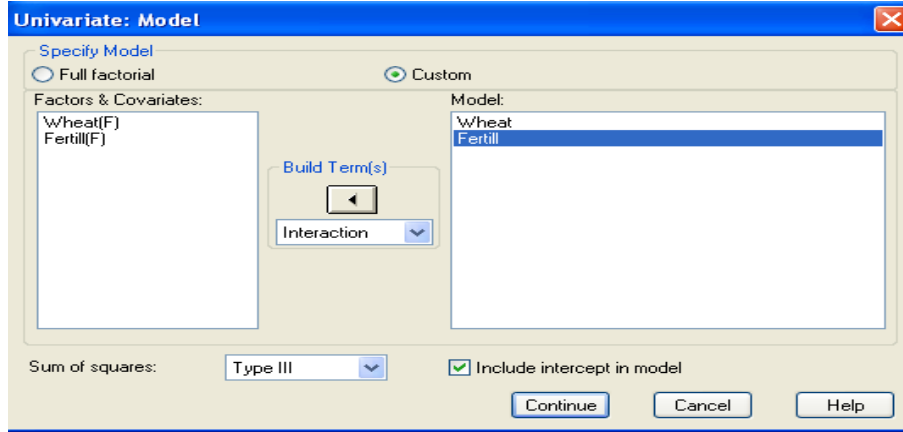 Univariate: Model
Specify Model
Full factorial
Custom
Factors & Covariates:
Wheat(F)
Fertill(F)
Build Term(s)
Interaction
Model:
Wheat
Fertill
Sum of squares:
Type III
Include intercept in model
Continue
Cancel
Help